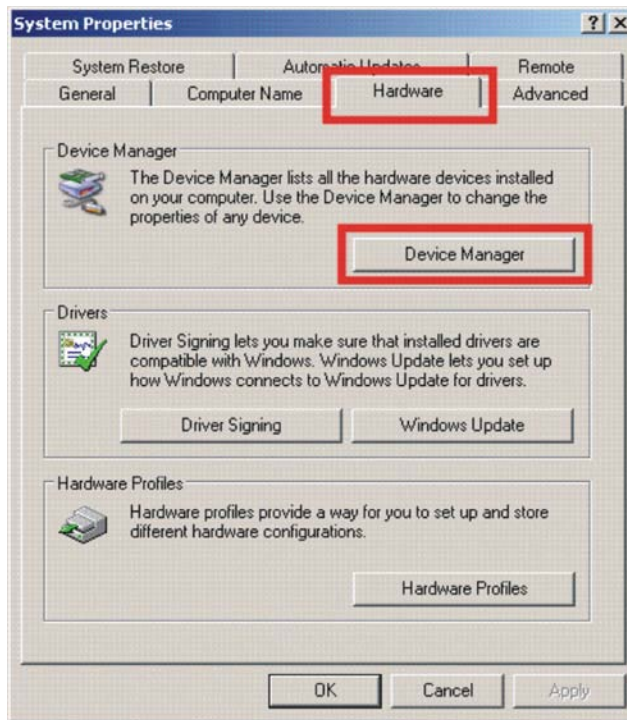 System Properties
System Restore
Automatic Updates
Remote
General
Computer Name
Hardware
Advanced
Device Manager
The Device Manager lists all the hardware devices installed
on your computer. Use the Device Manager to change the
properties of any device.
Device Manager
Drivers
Driver Signing lets you make sure that installed drivers are
compatible with Windows. Windows Update lets you set up
how Windows connects to Windows Update for drivers.
Driver Signing
Windows Update
Hardware Profiles
Hardware profiles provide a way for you to set up and store
different hardware configurations.
Hardware Profiles
OK
Cancel
Apply